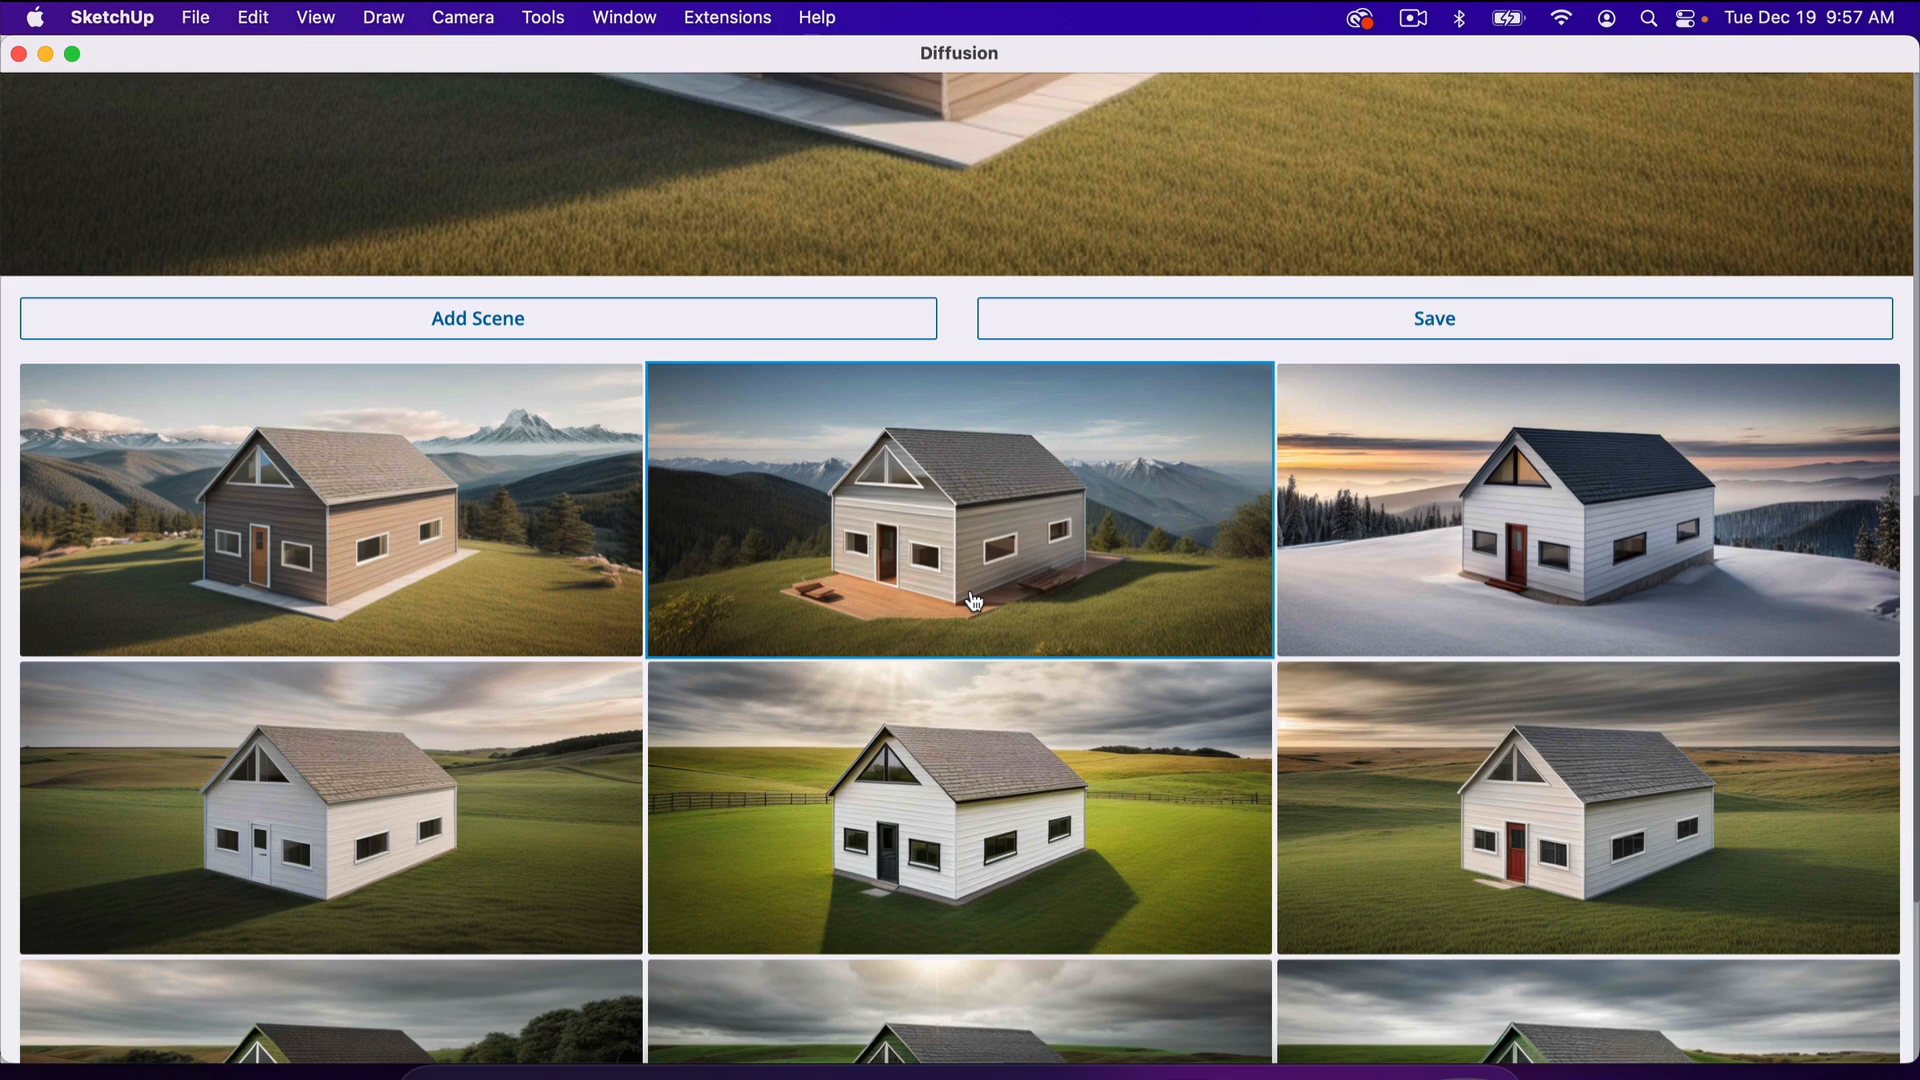 SketchUp File Edit View Draw Camera Tools Window Extensions Help Tue Dec 19 9:57 AM
Diffusion
Add Scene Save